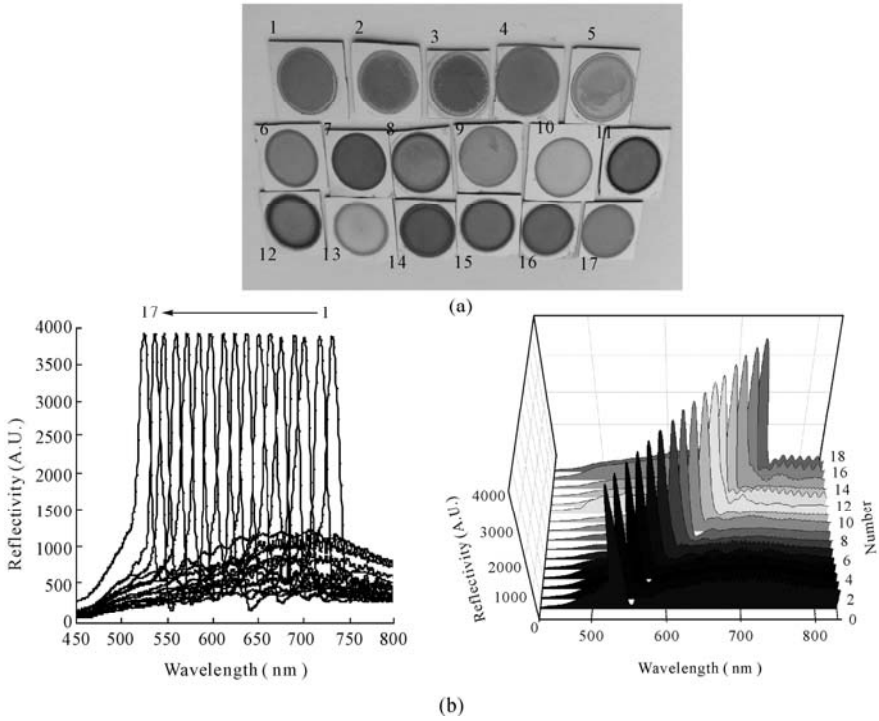 1 2 3 4 5
6 7 8 9 10 11
12 13 14 15 16 17
(a)
17 1
4000
3500
3000
2500
2000
1500
1000
500
0
450 500 550 600 650 700 750 800
Reflectivity (A.U.)
Wavelength ( nm )
4000
3000
2000
1000
0
Reflectivity (A.U.)
500 600 700 800
Wavelength ( nm )
18
16
14
12
10
8
6
4
2
0
Number
(b)